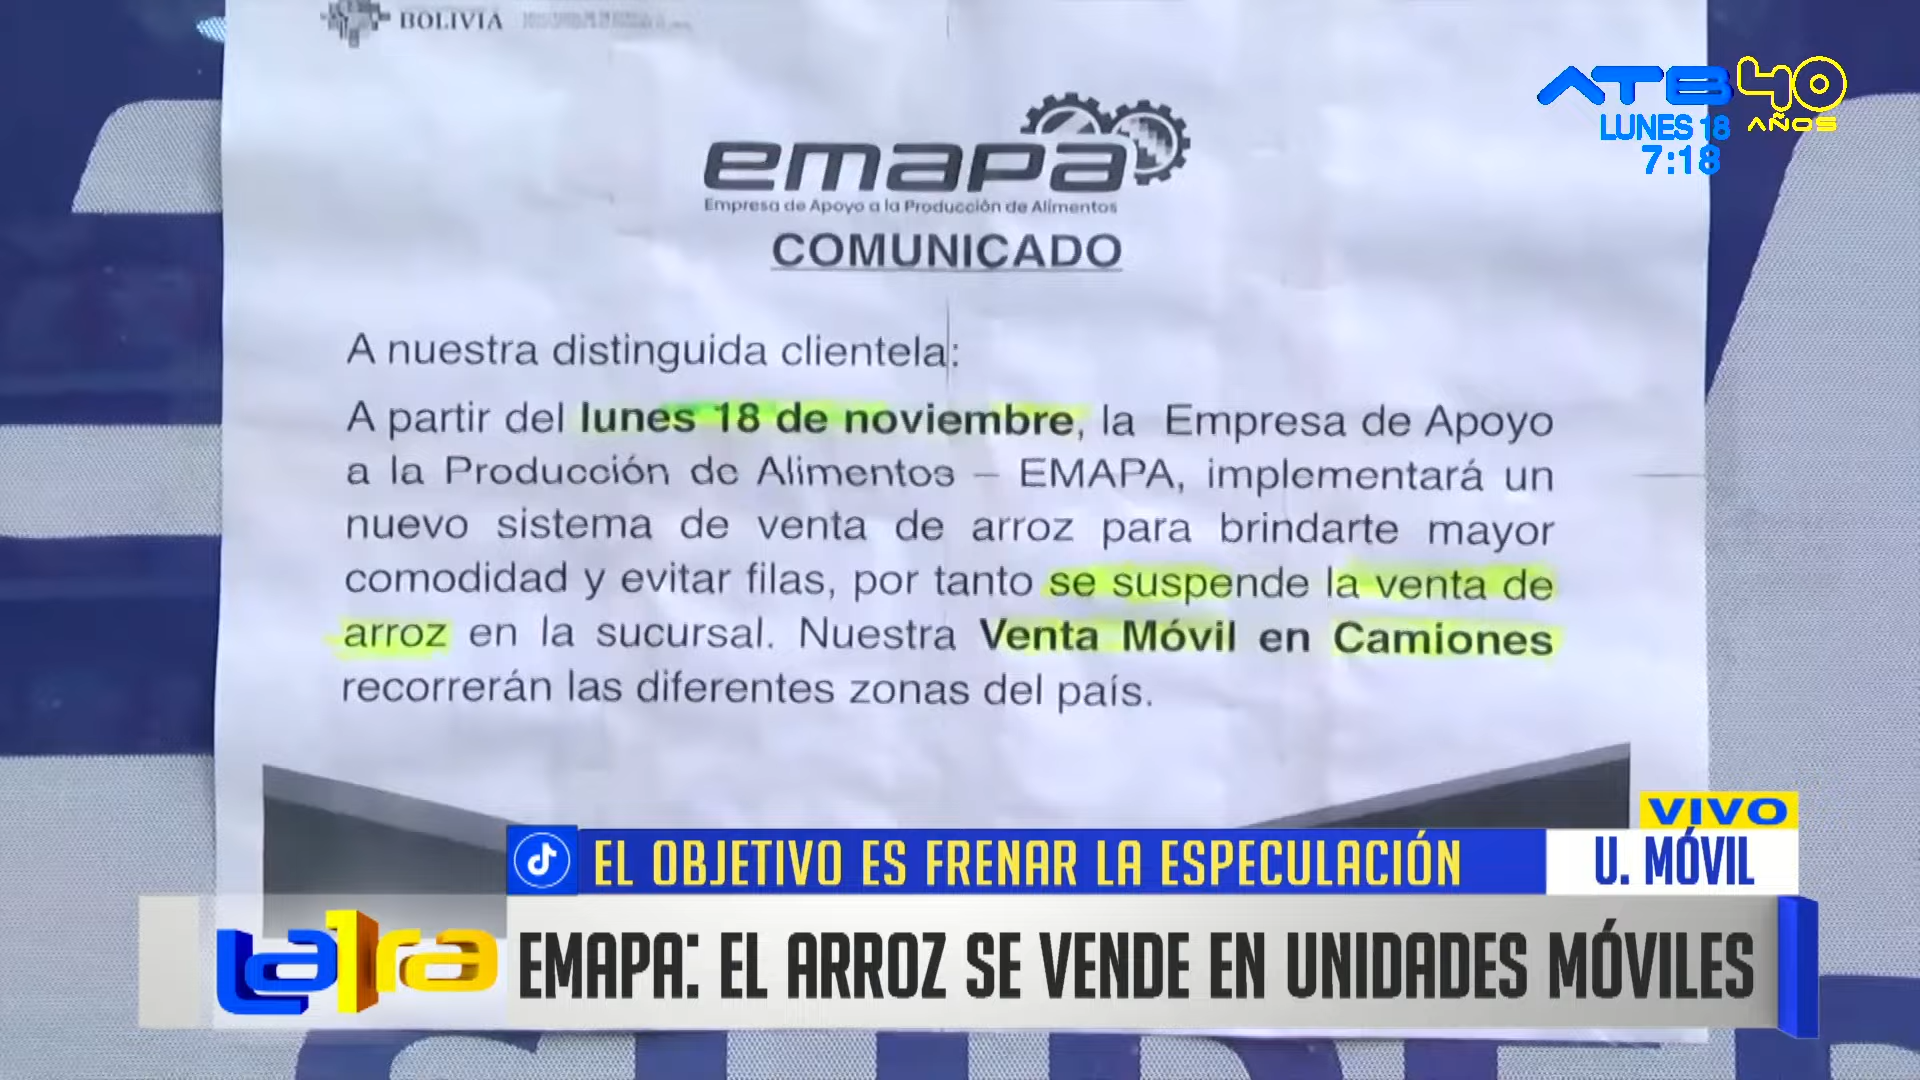 BOLIVIA
ATB 40
AÑOS
LUNES 18
7:18
emapa
Empresa de Apoyo a la Producción de Alimentos
COMUNICADO
A nuestra distinguida clientela:
A partir del lunes 18 de noviembre, la Empresa de Apoyo
a la Producción de Alimentos – EMAPA, implementará un
nuevo sistema de venta de arroz para brindarte mayor
comodidad y evitar filas, por tanto se suspende la venta de
arroz en la sucursal. Nuestra Venta Móvil en Camiones
recorrerán las diferentes zonas del país.
VIVO
EL OBJETIVO ES FRENAR LA ESPECULACIÓN
U. MÓVIL
La1ra
EMAPA: EL ARROZ SE VENDE EN UNIDADES MÓVILES